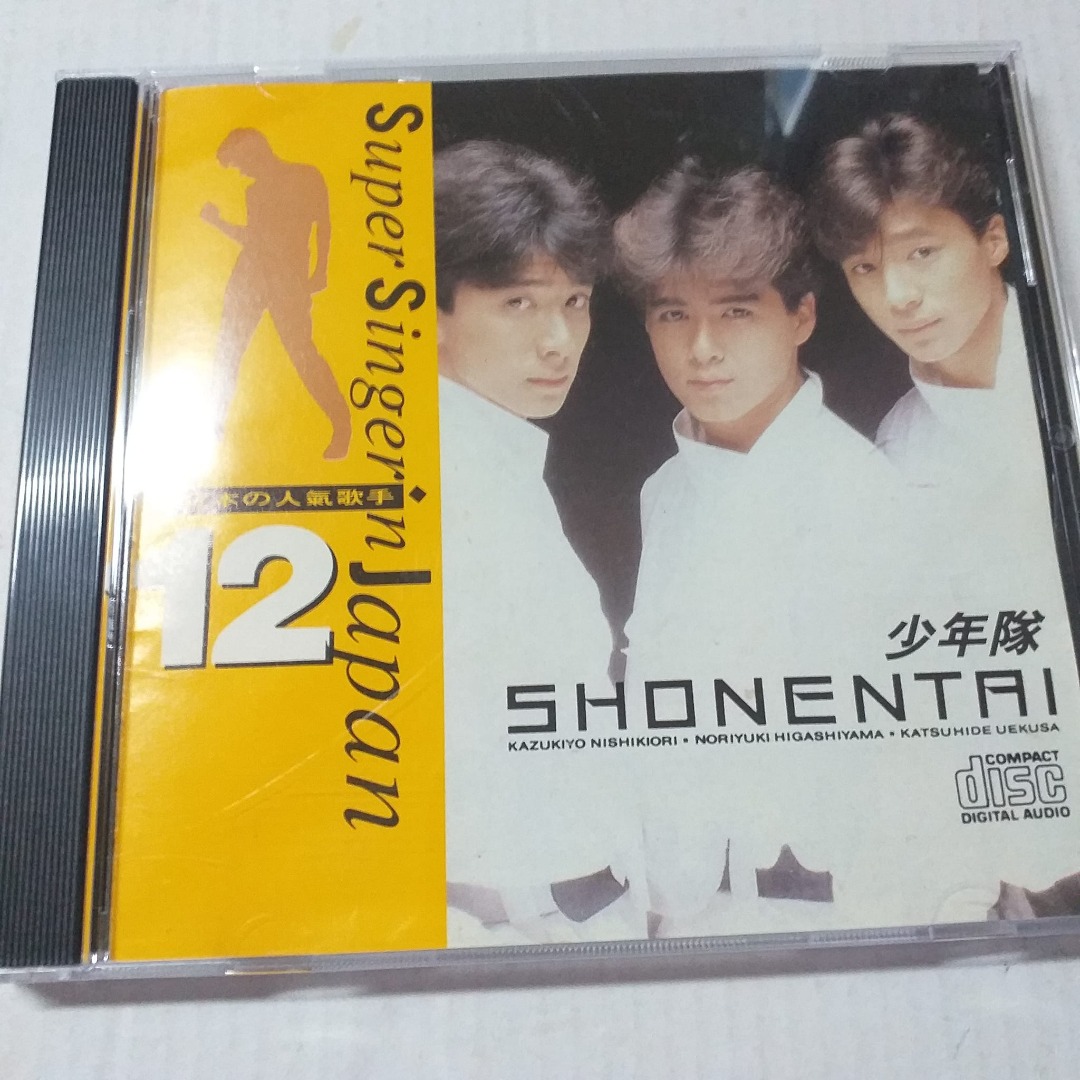 Super Singer in Japan
の人氣歌手
12
少年隊
SHONENTAI
KAZUKIYO NISHIKIORI • NORIYUKI HIGASHIYAMA • KATSUHIDE UEKUSA
COMPACT
disc
DIGITAL AUDIO